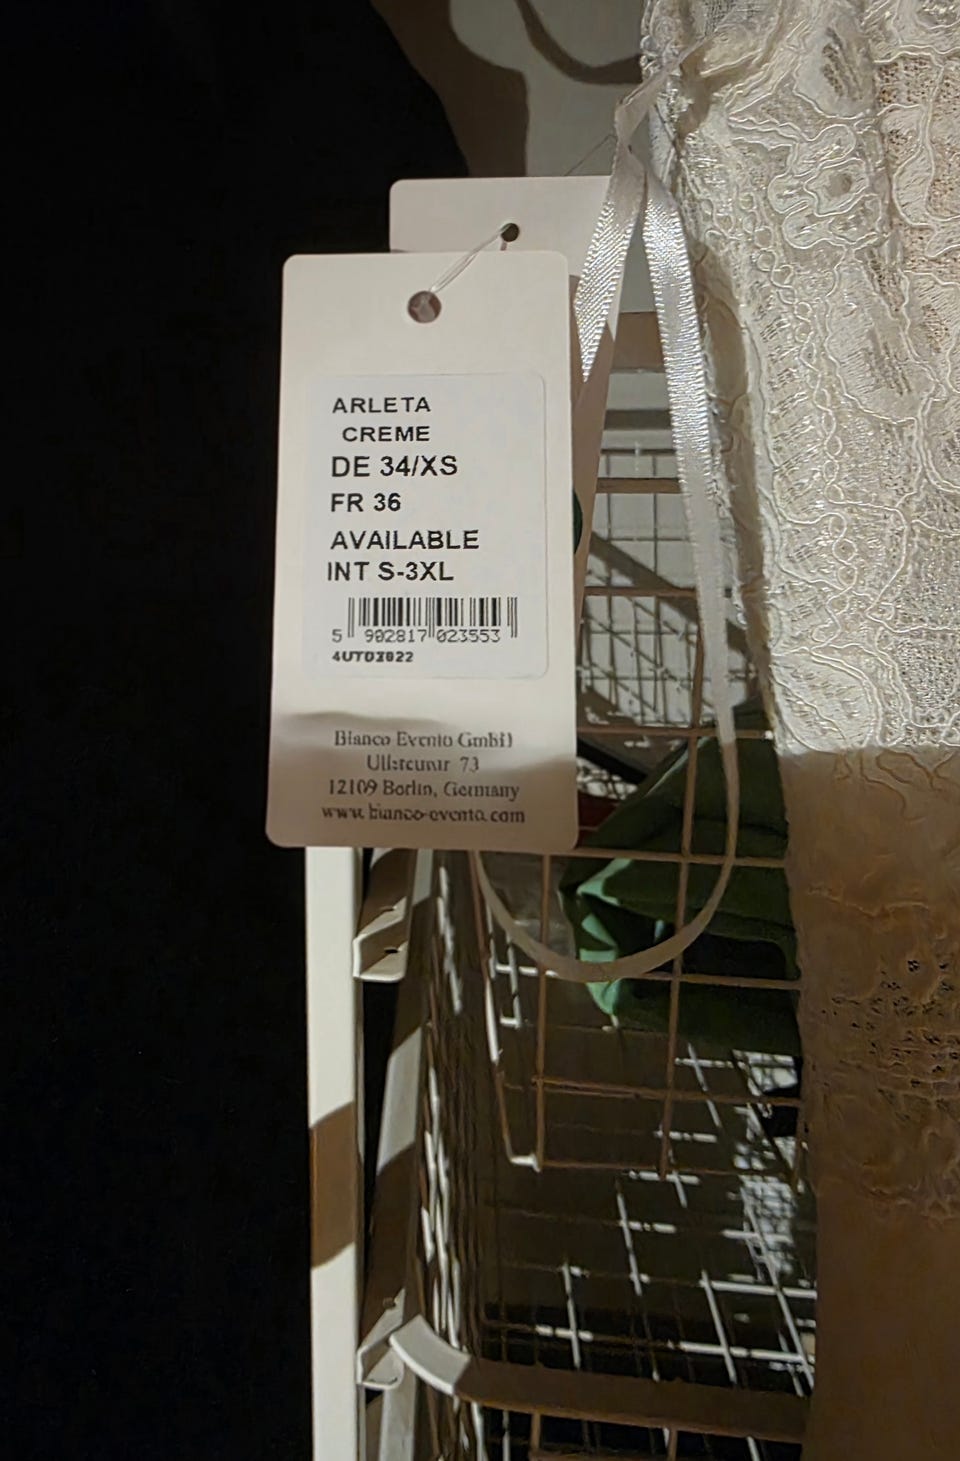 ARLETA
CREME
DE 34/XS
FR 36
AVAILABLE
INT S-3XL
5 902817 023553
Bianco Evento GmbH
73
12109 Berlin, Germany
www.bianco-evento.com